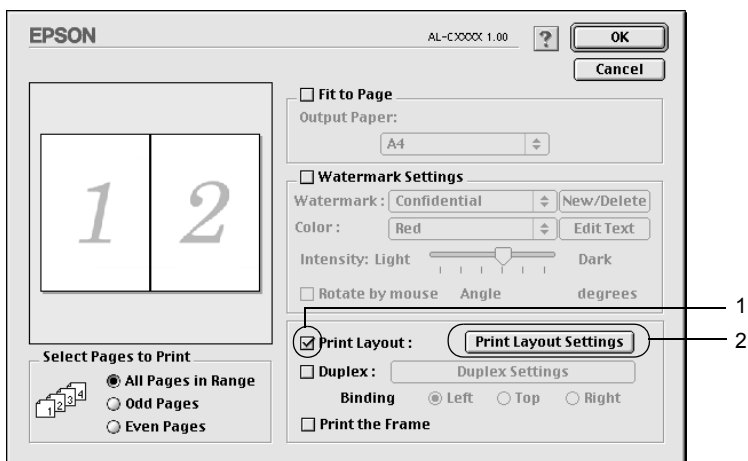 EPSON
AL-CXXXX 1.00
?
OK
Cancel
1 2
Fit to Page
Output Paper:
A4
Watermark Settings
Watermark: Confidential New/Delete
Color: Red Edit Text
Intensity: Light Dark
Rotate by mouse Angle degrees
Print Layout: Print Layout Settings
Duplex: Duplex Settings
Binding Left Top Right
Print the Frame
Select Pages to Print
1 2 3 4
All Pages in Range
Odd Pages
Even Pages
1
2